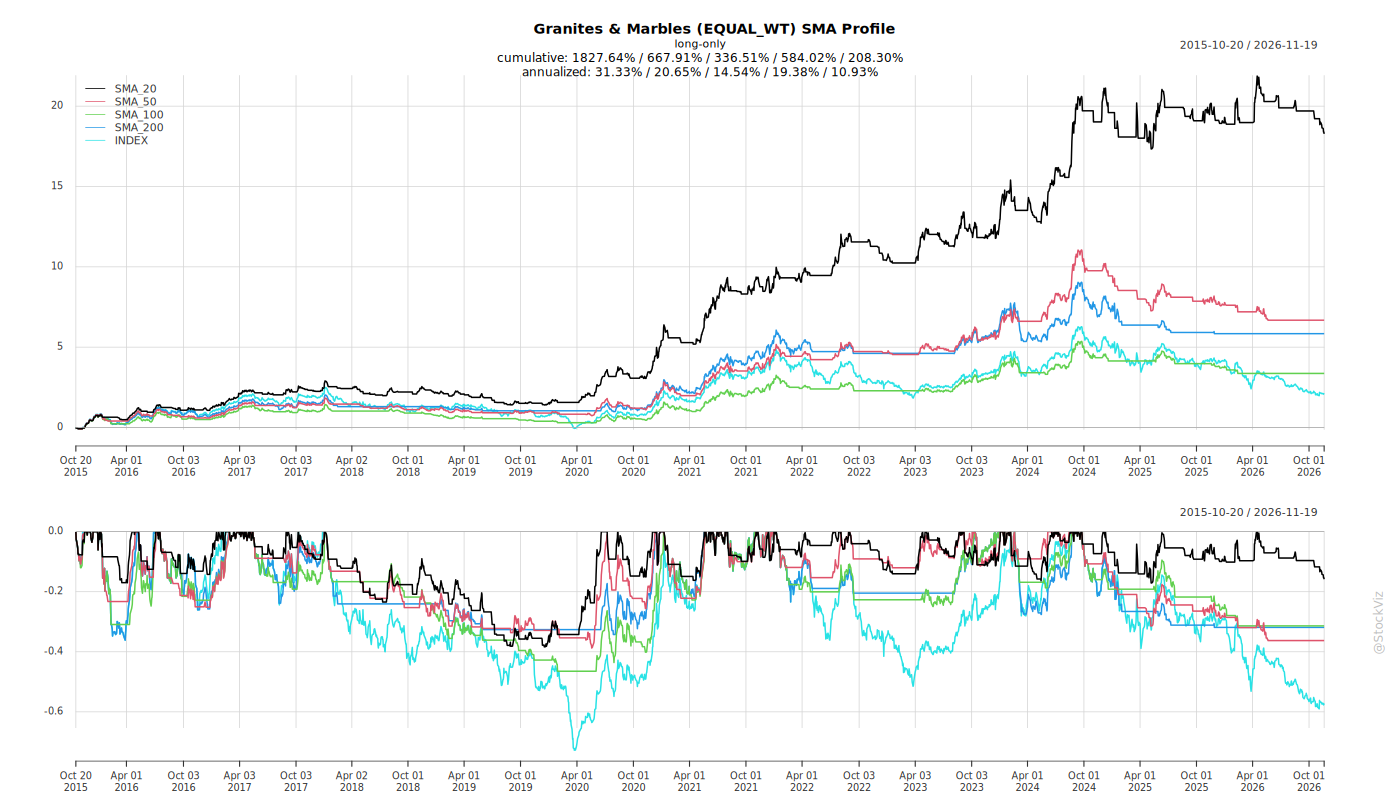 Granites & Marbles (EQUAL_WT) SMA Profile
long-only
2015-10-20 / 2026-11-19
cumulative: 1827.64% / 667.91% / 336.51% / 584.02% / 208.30%
annualized: 31.33% / 20.65% / 14.54% / 19.38% / 10.93%
SMA_20
SMA_50
SMA_100
SMA_200
INDEX
20
15
10
5
0
Oct 20 Apr 01 Oct 03 Apr 03 Oct 03 Apr 02 Oct 01 Apr 01 Oct 01 Apr 01 Oct 01 Apr 01 Oct 01 Apr 01 Oct 03 Apr 03 Oct 03 Apr 01 Oct 01 Apr 01 Oct 01 Apr 01 Oct 01
2015 2016 2016 2017 2017 2018 2018 2019 2019 2020 2020 2021 2021 2022 2022 2023 2023 2024 2024 2025 2025 2026 2026
2015-10-20 / 2026-11-19
0.0
-0.2
-0.4
-0.6
Oct 20 Apr 01 Oct 03 Apr 03 Oct 03 Apr 02 Oct 01 Apr 01 Oct 01 Apr 01 Oct 01 Apr 01 Oct 01 Apr 01 Oct 03 Apr 03 Oct 03 Apr 01 Oct 01 Apr 01 Oct 01 Apr 01 Oct 01
2015 2016 2016 2017 2017 2018 2018 2019 2019 2020 2020 2021 2021 2022 2022 2023 2023 2024 2024 2025 2025 2026 2026
@StockViz